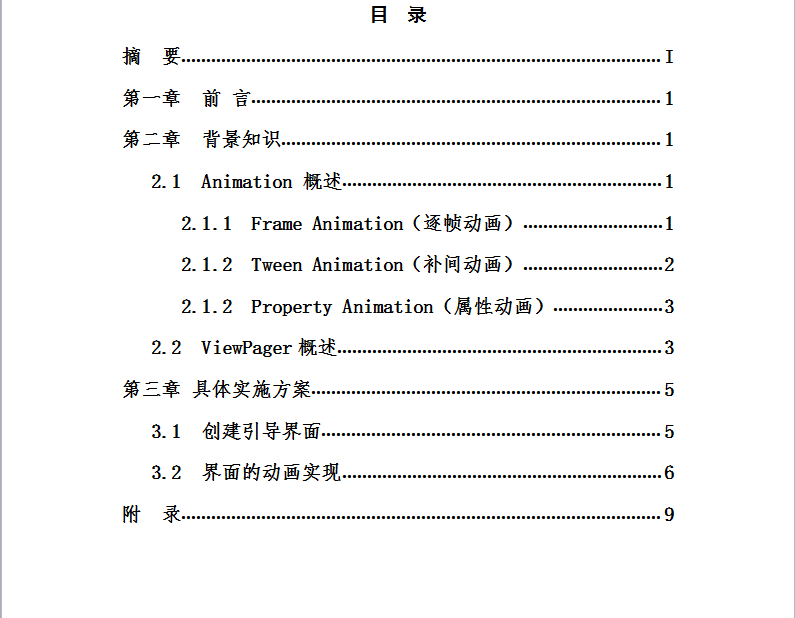 目 录
摘 要................................................I
第一章 前 言.........................................1
第二章 背景知识......................................1
2.1 Animation 概述................................1
2.1.1 Frame Animation（逐帧动画）..............1
2.1.2 Tween Animation（补间动画）..............2
2.1.2 Property Animation（属性动画）...........3
2.2 ViewPager 概述................................3
第三章 具体实施方案...................................5
3.1 创建引导界面..................................5
3.2 界面的动画实现................................6
附 录................................................9